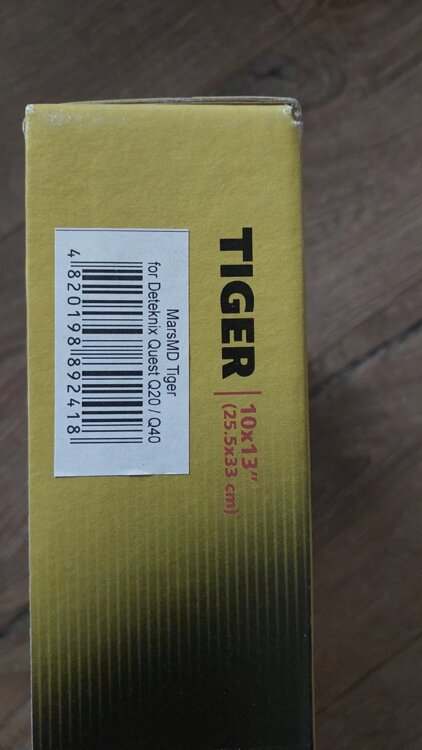 TIGER | 10x13"
(25.5x33 cm)
MarsMD Tiger
for Deteknix Quest Q20 / Q40
4 820198 892418